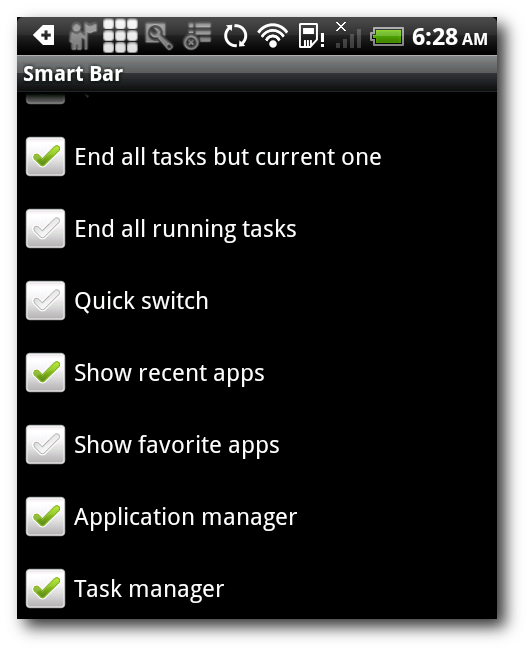 6:28 AM
Smart Bar
End all tasks but current one
End all running tasks
Quick switch
Show recent apps
Show favorite apps
Application manager
Task manager